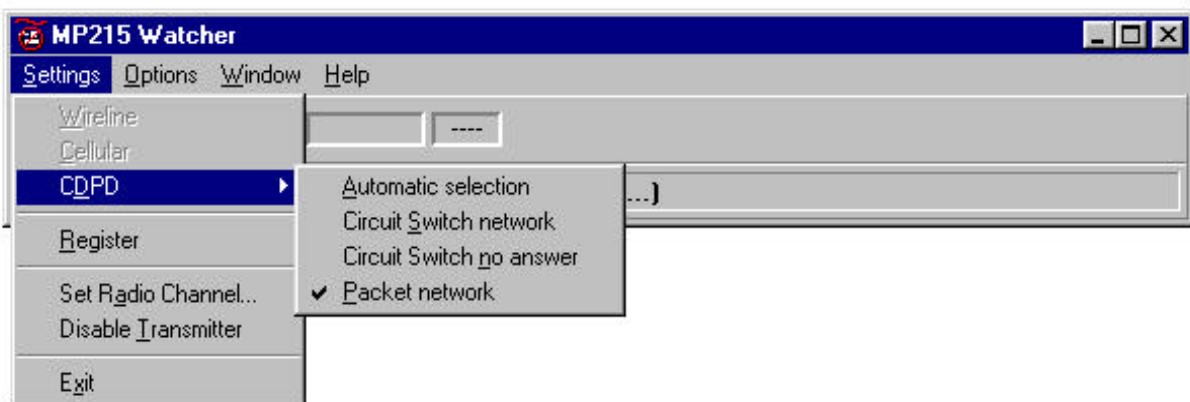 MP215 Watcher
Settings Options Window Help
Wireline
Cellular
CDPD
Register
Set Radio Channel...
Disable Transmitter
Exit
Automatic selection
Circuit Switch network
Circuit Switch no answer
Packet network
----
...)